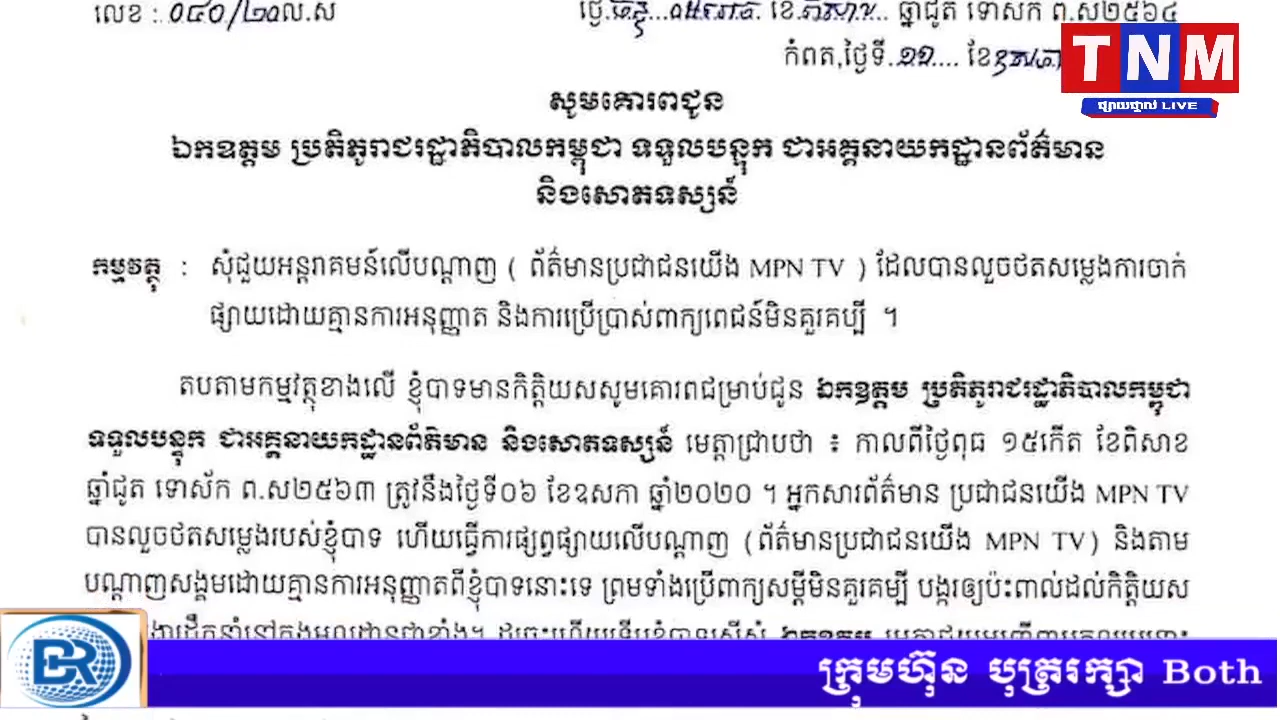 លេខ : ០៤០/២០ល.ស
ថ្ងៃ. ខែ.ពិសាខ.. ឆ្នាំជូត ទោស័ក ព.ស២៥៦៤
កំពត,ថ្ងៃទី.១១.... ខែឧសភា
TNM
ផ្សាយផ្ទាល់ LIVE
សូមគោរពជូន
ឯកឧត្តម ប្រតិភូរាជរដ្ឋាភិបាលកម្ពុជា ទទួលបន្ទុក ជាអគ្គនាយកដ្ឋានព័ត៌មាន
និងសោតទស្សន៍
កម្មវត្ថុ : សុំជួយអន្តរាគមន៍លើបណ្តាញ ( ព័ត៌មានប្រជាជនយើង MPN TV ) ដែលបានលួចថតសម្លេងការចាក់
ផ្សាយដោយគ្មានការអនុញ្ញាត និងការប្រើប្រាស់ពាក្យពេជន៍មិនគួរគប្បី ។
តបតាមកម្មវត្ថុខាងលើ ខ្ញុំបាទមានកិត្តិយសសូមគោរពជម្រាប់ជូន ឯកឧត្តម ប្រតិភូរាជរដ្ឋាភិបាលកម្ពុជា
ទទួលបន្ទុក ជាអគ្គនាយកដ្ឋានព័ត៌មាន និងសោតទស្សន៍ មេត្តាជ្រាបថា ៖ កាលពីថ្ងៃពុធ ១៥កើត ខែពិសាខ
ឆ្នាំជូត ទោស័ក ព.ស២៥៦៣ ត្រូវនឹងថ្ងៃទី០៦ ខែឧសភា ឆ្នាំ២០២០ ។ អ្នកសារព័ត៌មាន ប្រជាជនយើង MPN TV
បានលួចថតសម្លេងរបស់ខ្ញុំបាទ ហើយធ្វើការផ្សព្វផ្សាយលើបណ្តាញ (ព័ត៌មានប្រជាជនយើង MPN TV) និងតាម
បណ្តាញសង្គមដោយគ្មានការអនុញ្ញាតពីខ្ញុំបាទនោះទេ ព្រមទាំងប្រើពាក្យសម្តីមិនគួរគម្បី បង្ករឲ្យប៉ះពាល់ដល់កិត្តិយស
BR
ក្រុមហ៊ុន បុត្ររក្សា Both